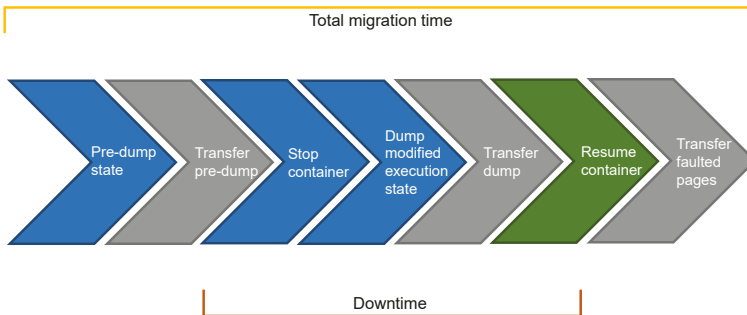 Total migration time
Pre-dump
state
Transfer
pre-dump
Stop
container
Dump
modified
execution
state
Transfer
dump
Resume
container
Transfer
faulted
pages
Downtime